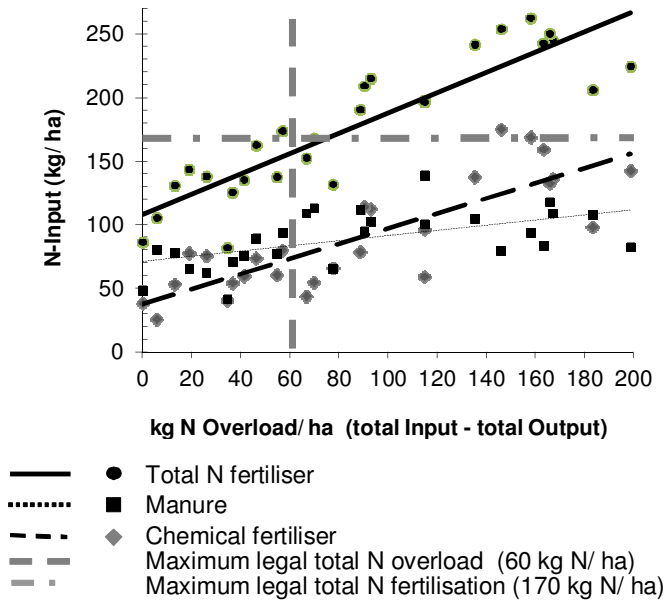 N-Input (kg/ ha)
250
200
150
100
50
0
0 20 40 60 80 100 120 140 160 180 200
kg N Overload/ ha (total Input - total Output)
Total N fertiliser
Manure
Chemical fertiliser
Maximum legal total N overload (60 kg N/ ha)
Maximum legal total N fertilisation (170 kg N/ ha)